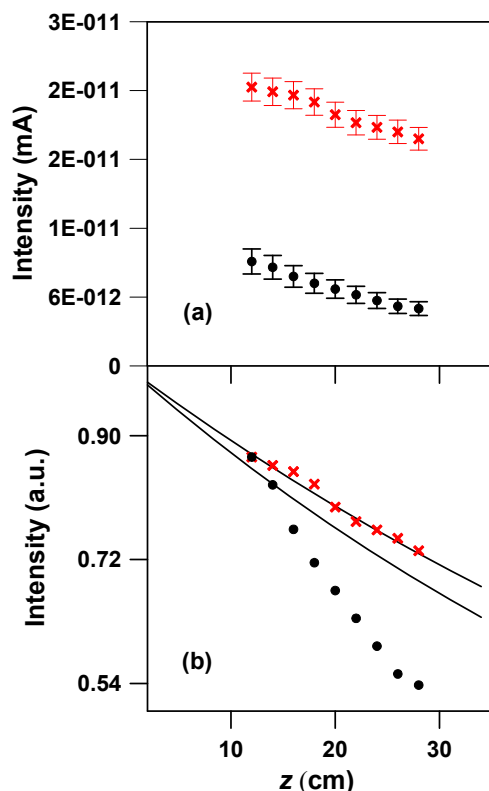 3E-011
2E-011
2E-011
1E-011
6E-012
0
Intensity (mA)
(a)
0.90
0.72
0.54
Intensity (a.u.)
(b)
10 20 30
z (cm)